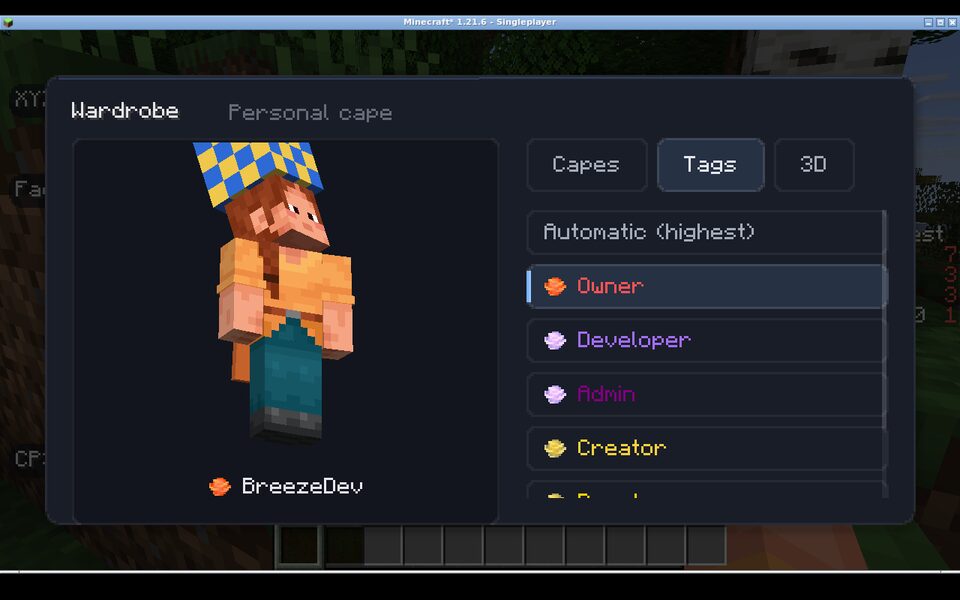 Minecraft* 1.21.6 - Singleplayer
Wardrobe
Personal cape
Capes
Tags
3D
Automatic (highest)
Owner
Developer
Admin
Creator
BreezeDev